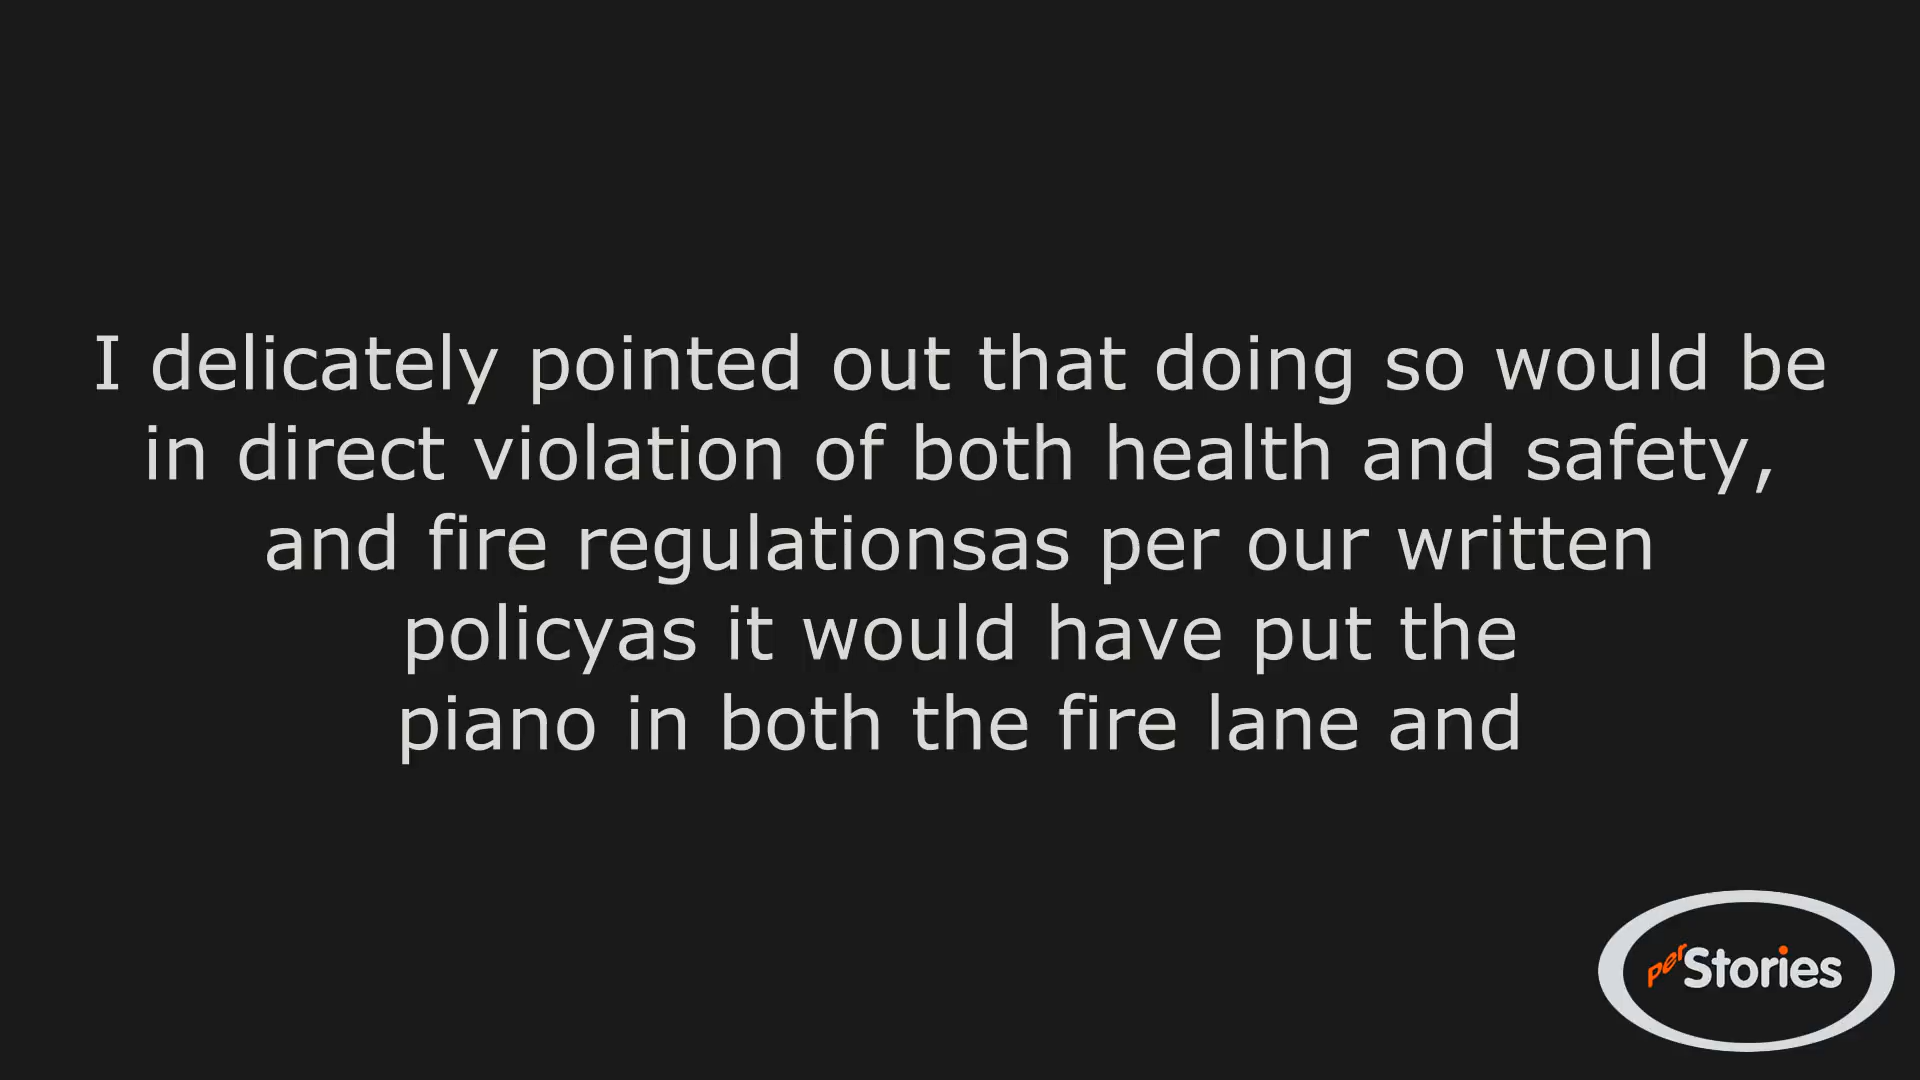 I delicately pointed out that doing so would be
in direct violation of both health and safety,
and fire regulationsas per our written
policyas it would have put the
piano in both the fire lane and
perStories